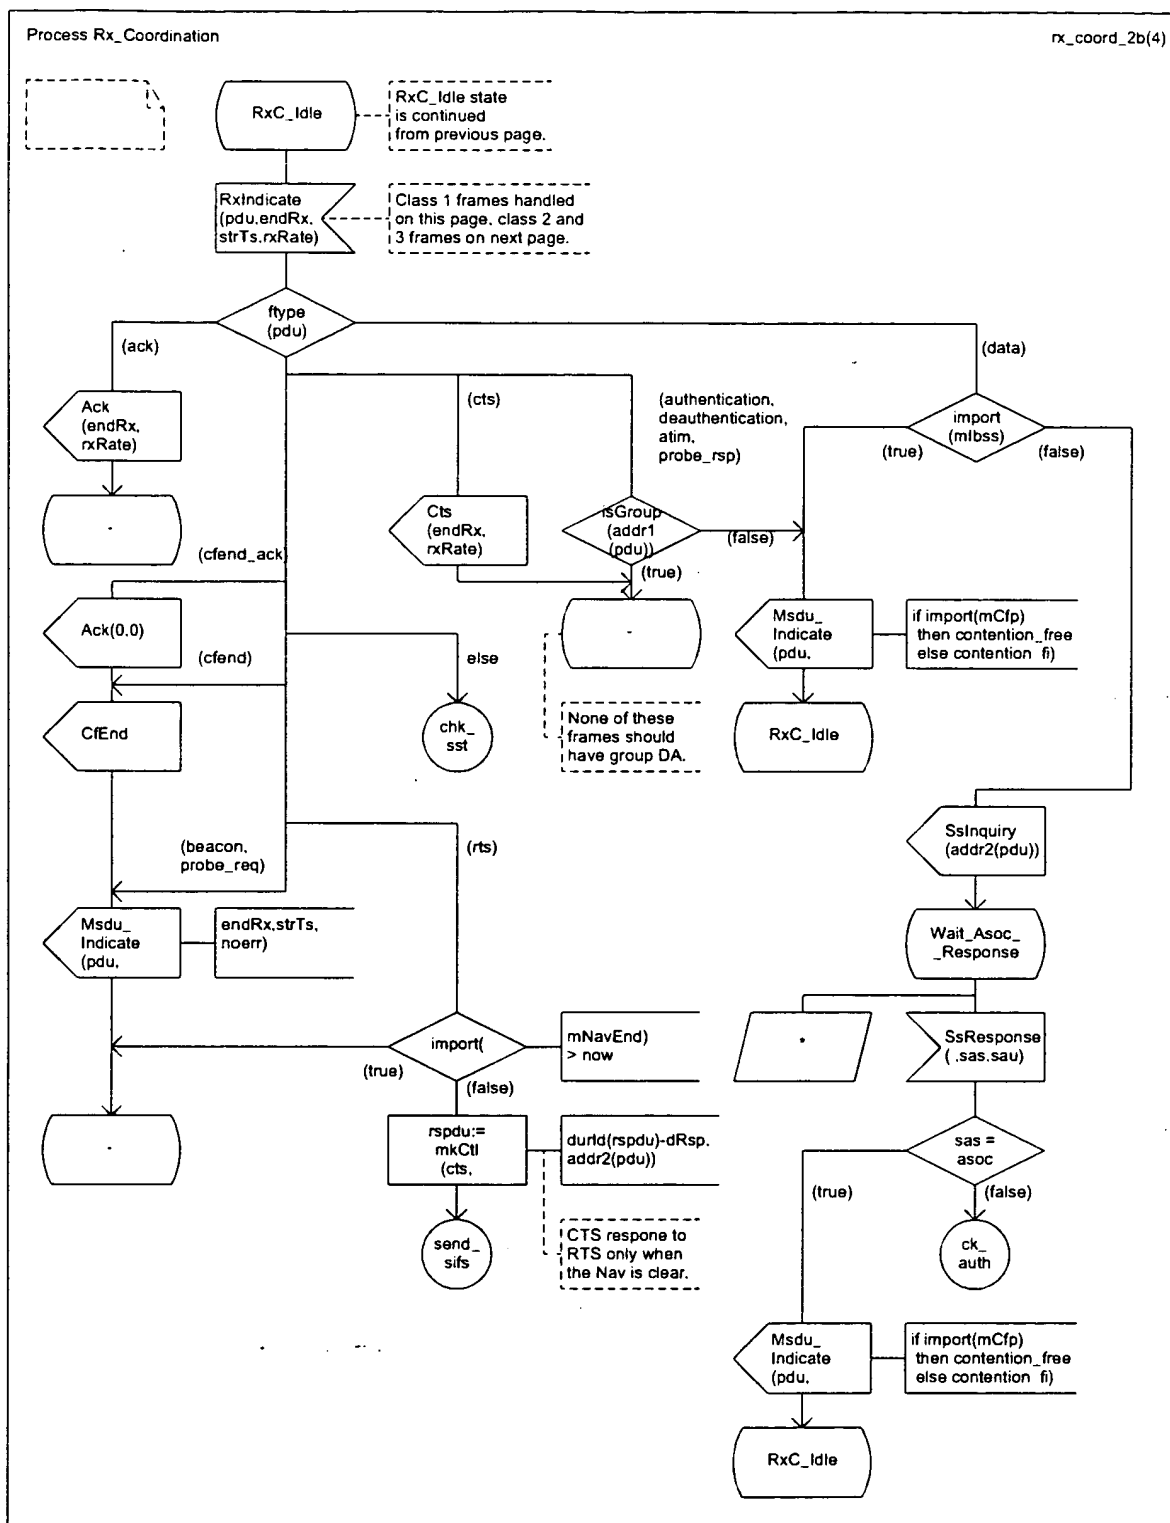 Process Rx_Coordination
rx_coord_2b(4)
RxC_Idle
RxC_Idle state
is continued
from previous page.
RxIndicate
(pdu,endRx,
strTs,rxRate)
Class 1 frames handled
on this page, class 2 and
3 frames on next page.
ftype
(pdu)
(ack)
(data)
Ack
(endRx,
rxRate)
(cts)
(authentication,
deauthentication,
atim,
probe_rsp)
import
(mIbss)
(true)
(false)
-
Cts
(endRx,
rxRate)
isGroup
(addr1
(pdu))
(false)
(true)
(cfend_ack)
Ack(0,0)
-
Msdu_
Indicate
(pdu,
if import(mCfp)
then contention_free
else contention fi)
(cfend)
else
CfEnd
chk_
sst
None of these
frames should
have group DA.
RxC_Idle
(beacon,
probe_req)
(rts)
SsInquiry
(addr2(pdu))
Msdu_
Indicate
(pdu,
endRx,strTs,
noerr)
Wait_Asoc_
_Response
import(
mNavEnd)
> now
(true)
(false)
*
SsResponse
( ,sas,sau)
-
rspdu:=
mkCtl
(cts,
durId(rspdu)-dRsp,
addr2(pdu))
sas =
asoc
(true)
(false)
send_
sifs
CTS respone to
RTS only when
the Nav is clear.
ck_
auth
Msdu_
Indicate
(pdu,
if import(mCfp)
then contention_free
else contention fi)
RxC_Idle